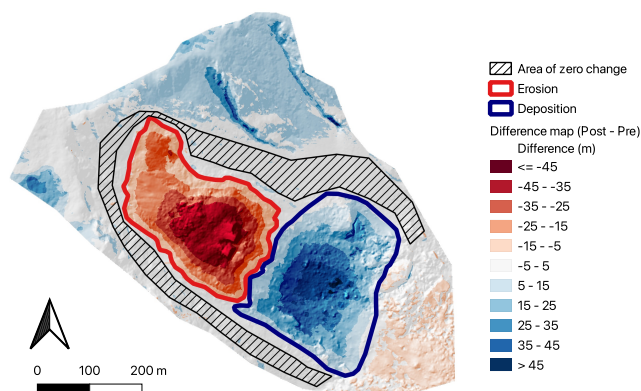 Area of zero change
Erosion
Deposition
Difference map (Post - Pre)
Difference (m)
<= -45
-45 - -35
-35 - -25
-25 - -15
-15 - -5
-5 - 5
5 - 15
15 - 25
25 - 35
35 - 45
> 45
0 100 200 m